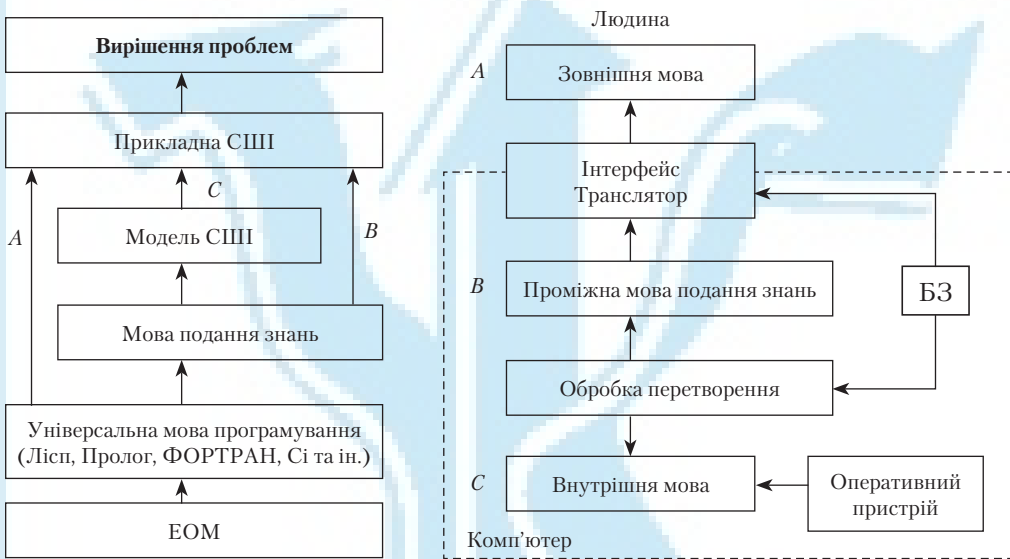 Вирішення проблем
Прикладна СШІ
A
C
B
Модель СШІ
Мова подання знань
Універсальна мова програмування
(Лісп, Пролог, ФОРТРАН, Сі та ін.)
ЕОМ
Людина
A
Зовнішня мова
Інтерфейс
Транслятор
B
Проміжна мова подання знань
БЗ
Обробка перетворення
C
Внутрішня мова
Оперативний
пристрій
Комп'ютер